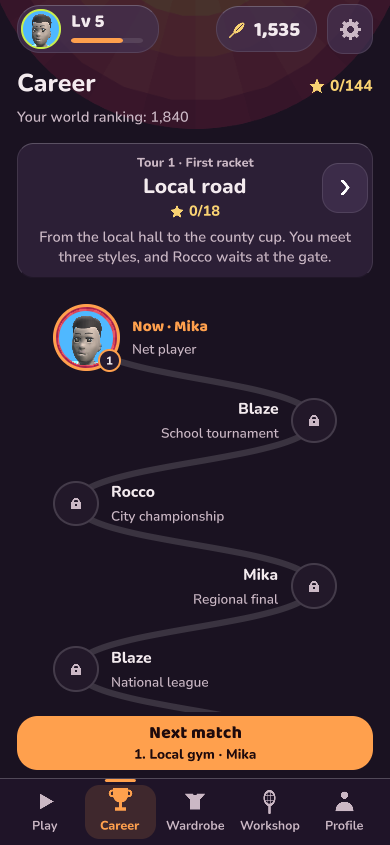 Lv 5
1,535
Career
0/144
Your world ranking: 1,840
Tour 1 · First racket
Local road
0/18
From the local hall to the county cup. You meet
three styles, and Rocco waits at the gate.
Now · Mika
Net player
1
Blaze
School tournament
Rocco
City championship
Mika
Regional final
Blaze
National league
Next match
1. Local gym · Mika
Play
Career
Wardrobe
Workshop
Profile